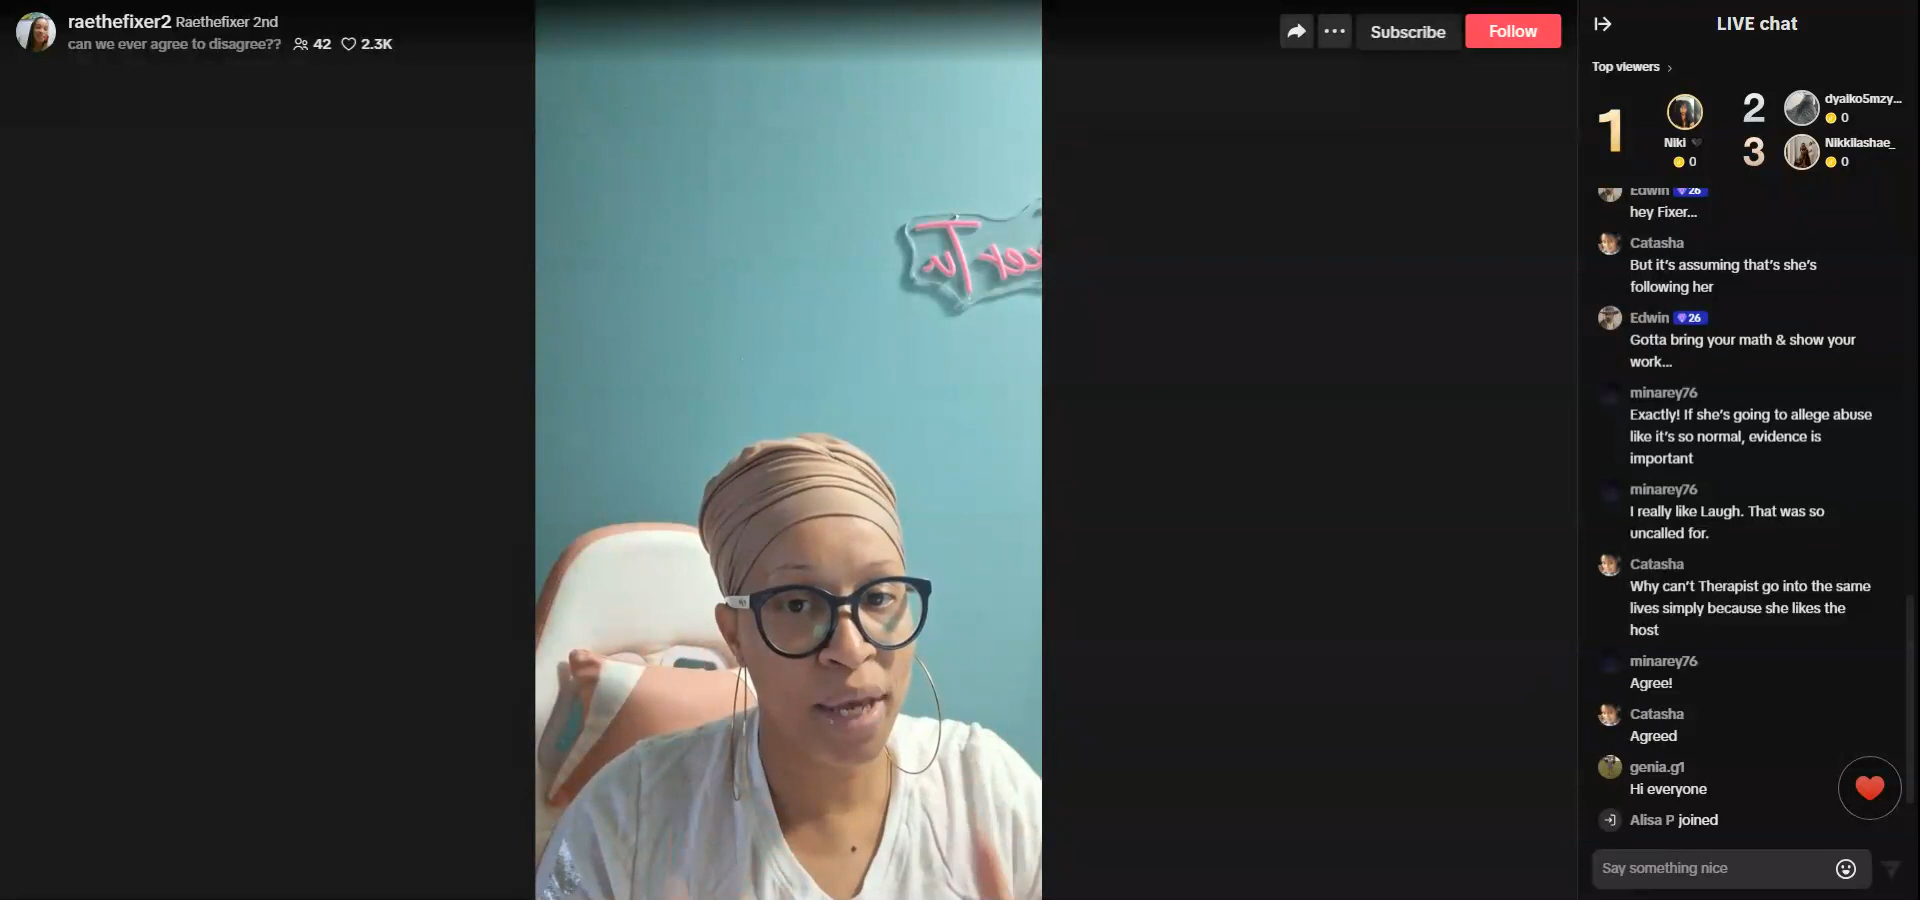 raethefixer2 Raethefixer 2nd
can we ever agree to disagree?? 42 2.3K
Subscribe
Follow
LIVE chat
Top viewers
1
Niki
0
2
dyalko5mzy...
0
3
Nikkilashae_
0
Edwin 26
hey Fixer...
Catasha
But it's assuming that's she's
following her
Edwin 26
Gotta bring your math & show your
work...
minarey76
Exactly! If she's going to allege abuse
like it's so normal, evidence is
important
minarey76
I really like Laugh. That was so
uncalled for.
Catasha
Why can't Therapist go into the same
lives simply because she likes the
host
minarey76
Agree!
Catasha
Agreed
genia.g1
Hi everyone
Alisa P joined
Say something nice